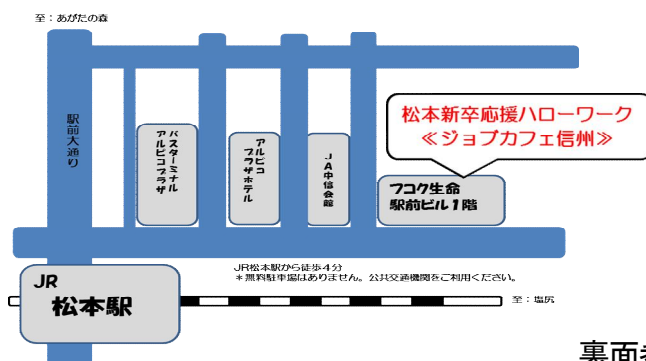 至：あがたの森
駅前大通り
バスターミナル
アルピコプラザ
アルピコ
プラザホテル
JA中信会館
松本新卒応援ハローワーク
≪ジョブカフェ信州≫
フコク生命
駅前ビル1階
JR松本駅から徒歩4分
＊無料駐車場はありません。公共交通機関をご利用ください。
JR
松本駅
至：塩尻
裏面